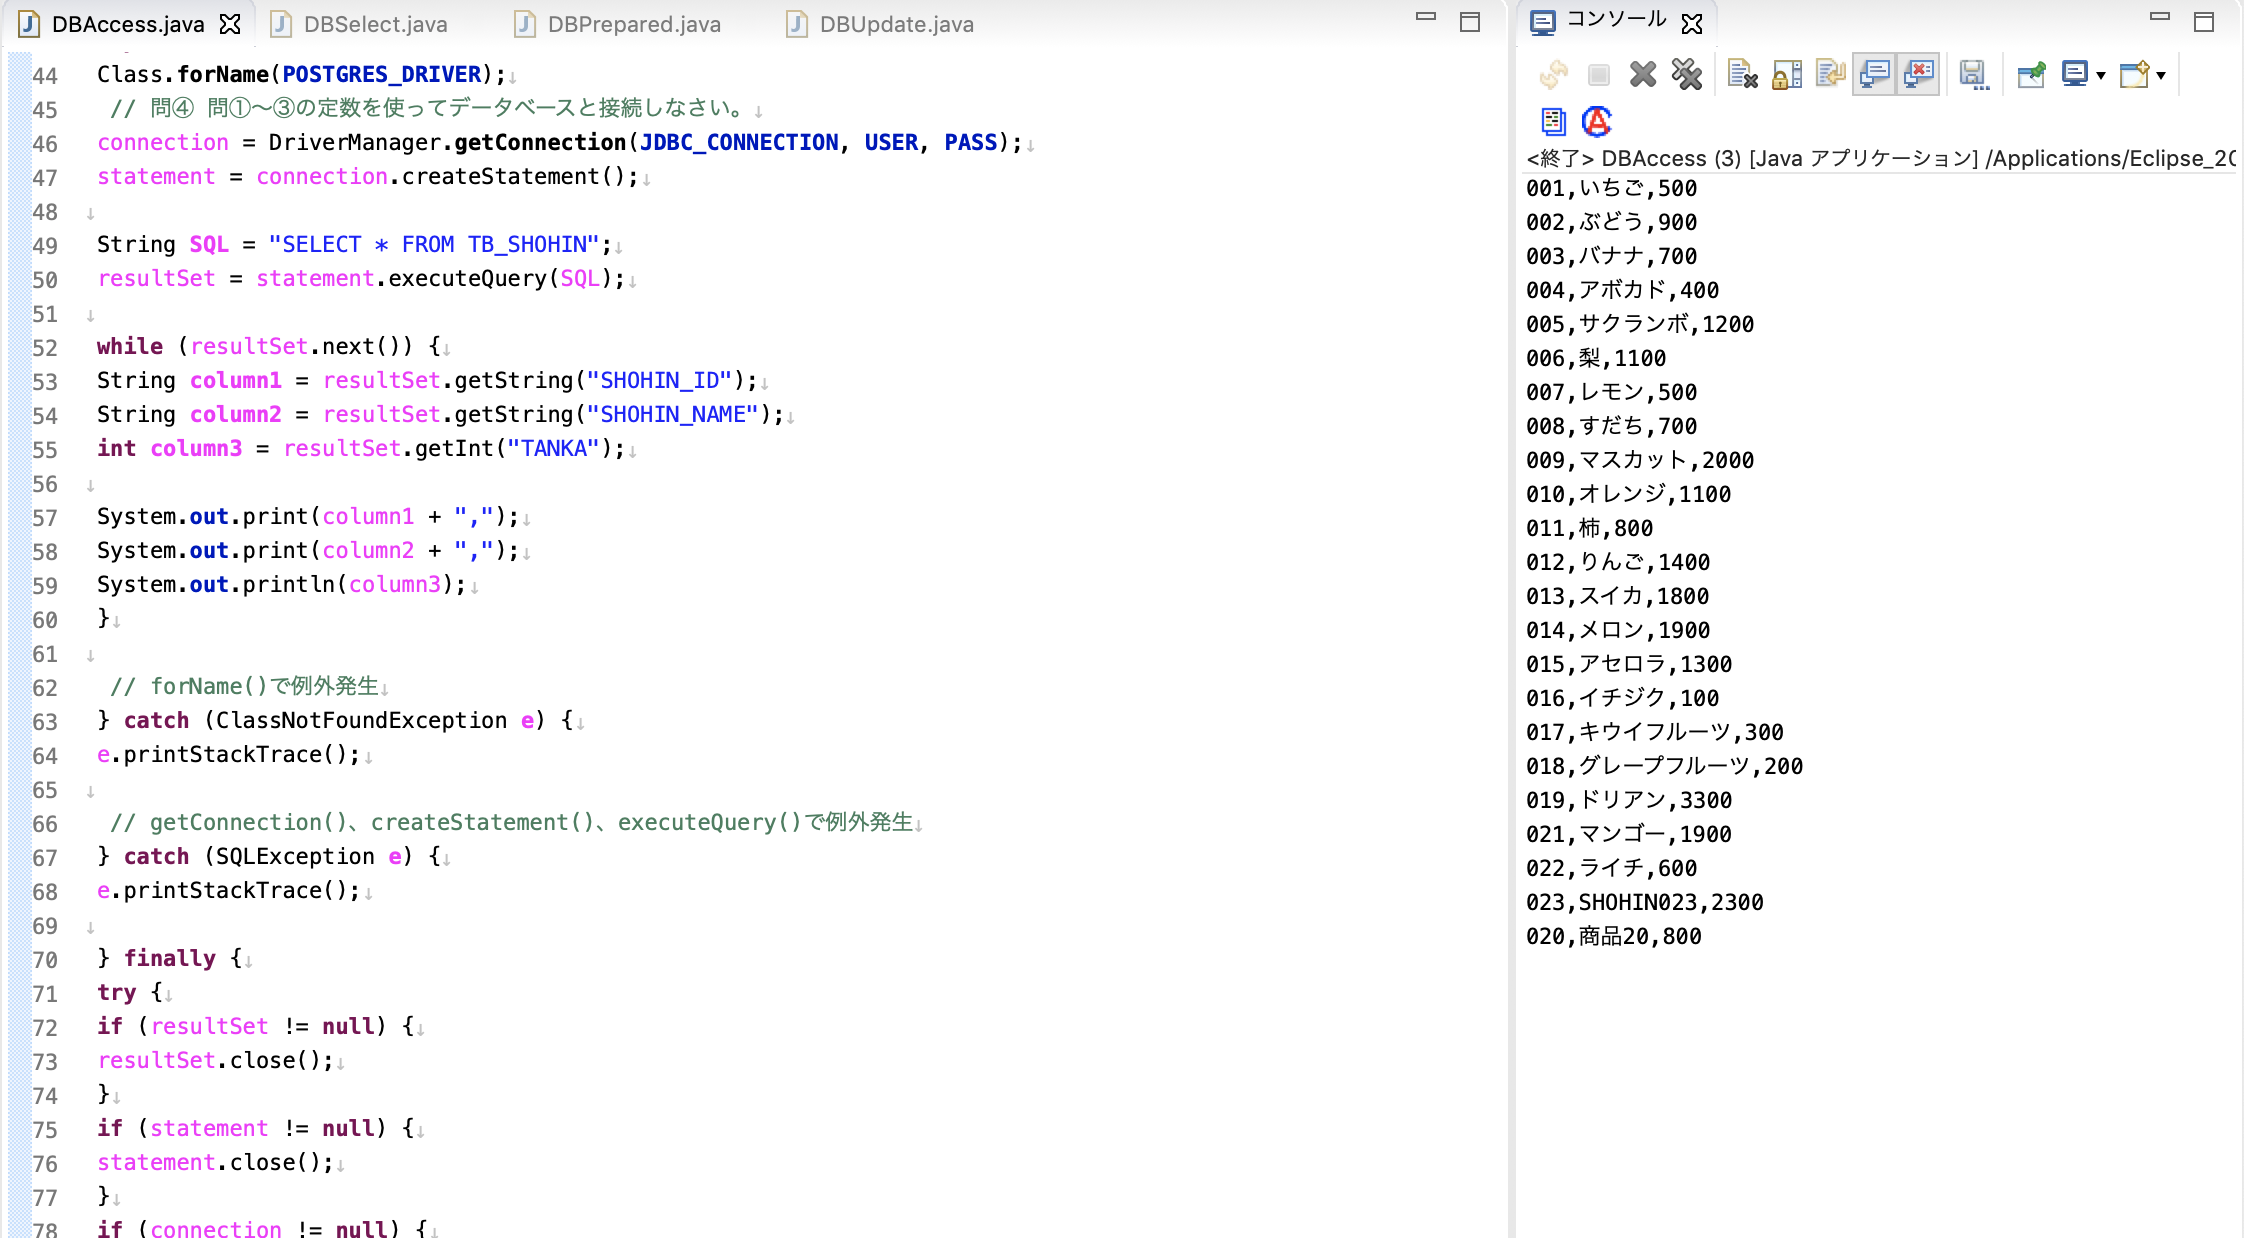 DBAccess.java DBSelect.java DBPrepared.java DBUpdate.java
44 Class.forName(POSTGRES_DRIVER);↓
45 // 問④ 問①～③の定数を使ってデータベースと接続しなさい。↓
46 connection = DriverManager.getConnection(JDBC_CONNECTION, USER, PASS);↓
47 statement = connection.createStatement();↓
48 ↓
49 String SQL = "SELECT * FROM TB_SHOHIN";↓
50 resultSet = statement.executeQuery(SQL);↓
51 ↓
52 while (resultSet.next()) {↓
53 String column1 = resultSet.getString("SHOHIN_ID");↓
54 String column2 = resultSet.getString("SHOHIN_NAME");↓
55 int column3 = resultSet.getInt("TANKA");↓
56 ↓
57 System.out.print(column1 + ",");↓
58 System.out.print(column2 + ",");↓
59 System.out.println(column3);↓
60 }↓
61 ↓
62 // forName()で例外発生↓
63 } catch (ClassNotFoundException e) {↓
64 e.printStackTrace();↓
65 ↓
66 // getConnection()、createStatement()、executeQuery()で例外発生↓
67 } catch (SQLException e) {↓
68 e.printStackTrace();↓
69 ↓
70 } finally {↓
71 try {↓
72 if (resultSet != null) {↓
73 resultSet.close();↓
74 }↓
75 if (statement != null) {↓
76 statement.close();↓
77 }↓
78 if (connection != null) {↓
コンソール
<終了> DBAccess (3) [Java アプリケーション] /Applications/Eclipse_20
001,いちご,500
002,ぶどう,900
003,バナナ,700
004,アボカド,400
005,サクランボ,1200
006,梨,1100
007,レモン,500
008,すだち,700
009,マスカット,2000
010,オレンジ,1100
011,柿,800
012,りんご,1400
013,スイカ,1800
014,メロン,1900
015,アセロラ,1300
016,イチジク,100
017,キウイフルーツ,300
018,グレープフルーツ,200
019,ドリアン,3300
021,マンゴー,1900
022,ライチ,600
023,SHOHIN023,2300
020,商品20,800